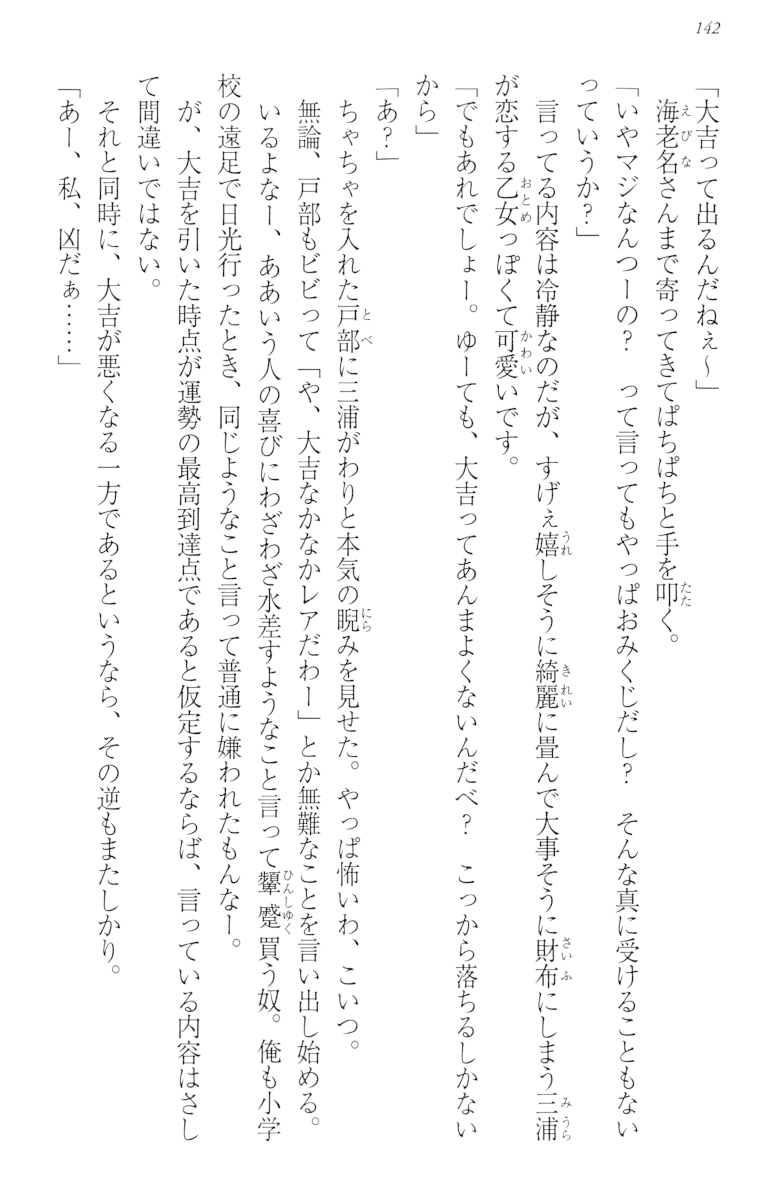 142
「大吉って出るんだねぇ～」
海老名さんまで寄ってきてぱちぱちと手を叩く。
「いやマジなんつーの？　って言ってもやっぱおみくじだし？　そんな真に受けることもない
っていうか？」
言ってる内容は冷静なのだが、すげぇ嬉しそうに綺麗に畳んで大事そうに財布にしまう三浦
が恋する乙女っぽくて可愛いです。
「でもあれでしょー。ゆーても、大吉ってあんまよくないんだべ？　こっから落ちるしかない
から」
「あ？」
ちゃちゃを入れた戸部に三浦がわりと本気の睨みを見せた。やっぱ怖いわ、こいつ。
無論、戸部もビビって「や、大吉なかなかレアだわー」とか無難なことを言い出し始める。
いるよなー、ああいう人の喜びにわざわざ水差すようなこと言って顰蹙買う奴。俺も小学
校の遠足で日光行ったとき、同じようなこと言って普通に嫌われたもんなー。
が、大吉を引いた時点が運勢の最高到達点であると仮定するならば、言っている内容はさし
て間違いではない。
それと同時に、大吉が悪くなる一方であるというなら、その逆もまたしかり。
「あー、私、凶だぁ……」